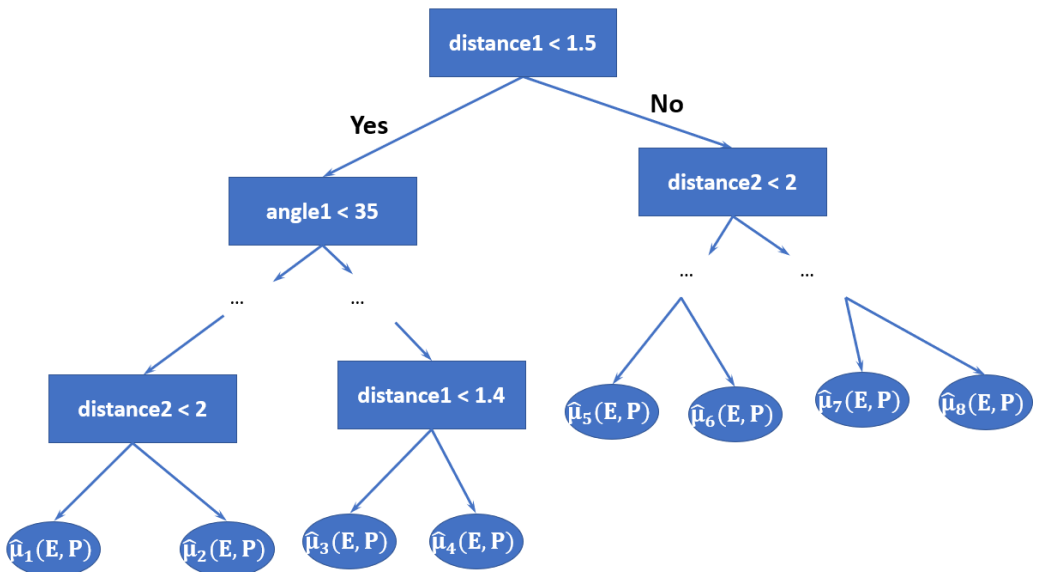 distance1 < 1.5
Yes
No
angle1 < 35
distance2 < 2
...
...
...
...
distance2 < 2
distance1 < 1.4
μ̂₅(E, P)
μ̂₆(E, P)
μ̂₇(E, P)
μ̂₈(E, P)
μ̂₁(E, P)
μ̂₂(E, P)
μ̂₃(E, P)
μ̂₄(E, P)